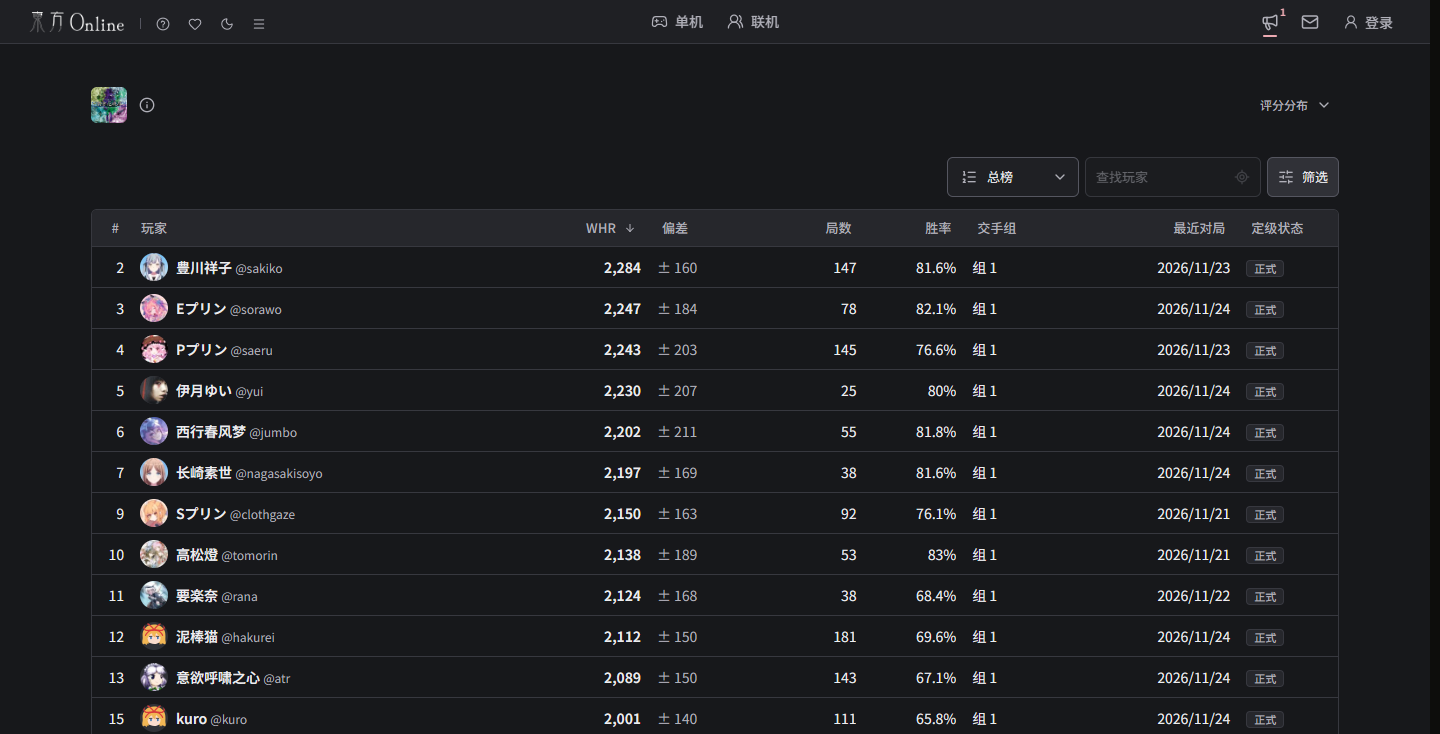 東方Online
单机 联机
1
登录
评分分布
总榜 查找玩家 筛选
# 玩家 WHR ↓ 偏差 局数 胜率 交手组 最近对局 定级状态
2 豊川祥子 @sakiko 2,284 ± 160 147 81.6% 组 1 2026/11/23 正式
3 Eプリン @sorawo 2,247 ± 184 78 82.1% 组 1 2026/11/24 正式
4 Pプリン @saeru 2,243 ± 203 145 76.6% 组 1 2026/11/23 正式
5 伊月ゆい @yui 2,230 ± 207 25 80% 组 1 2026/11/24 正式
6 西行春风梦 @jumbo 2,202 ± 211 55 81.8% 组 1 2026/11/24 正式
7 长崎素世 @nagasakisoyo 2,197 ± 169 38 81.6% 组 1 2026/11/24 正式
9 Sプリン @clothgaze 2,150 ± 163 92 76.1% 组 1 2026/11/21 正式
10 高松燈 @tomorin 2,138 ± 189 53 83% 组 1 2026/11/21 正式
11 要楽奈 @rana 2,124 ± 168 38 68.4% 组 1 2026/11/22 正式
12 泥棒猫 @hakurei 2,112 ± 150 181 69.6% 组 1 2026/11/24 正式
13 意欲呼啸之心 @atr 2,089 ± 150 143 67.1% 组 1 2026/11/24 正式
15 kuro @kuro 2,001 ± 140 111 65.8% 组 1 2026/11/24 正式